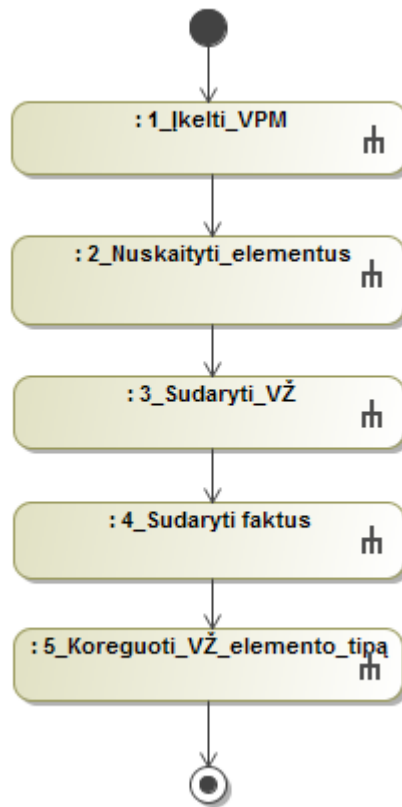 : 1_Įkelti_VPM
: 2_Nuskaityti_elementus
: 3_Sudaryti_VŽ
: 4_Sudaryti faktus
: 5_Koreguoti_VŽ_elemento_tipą